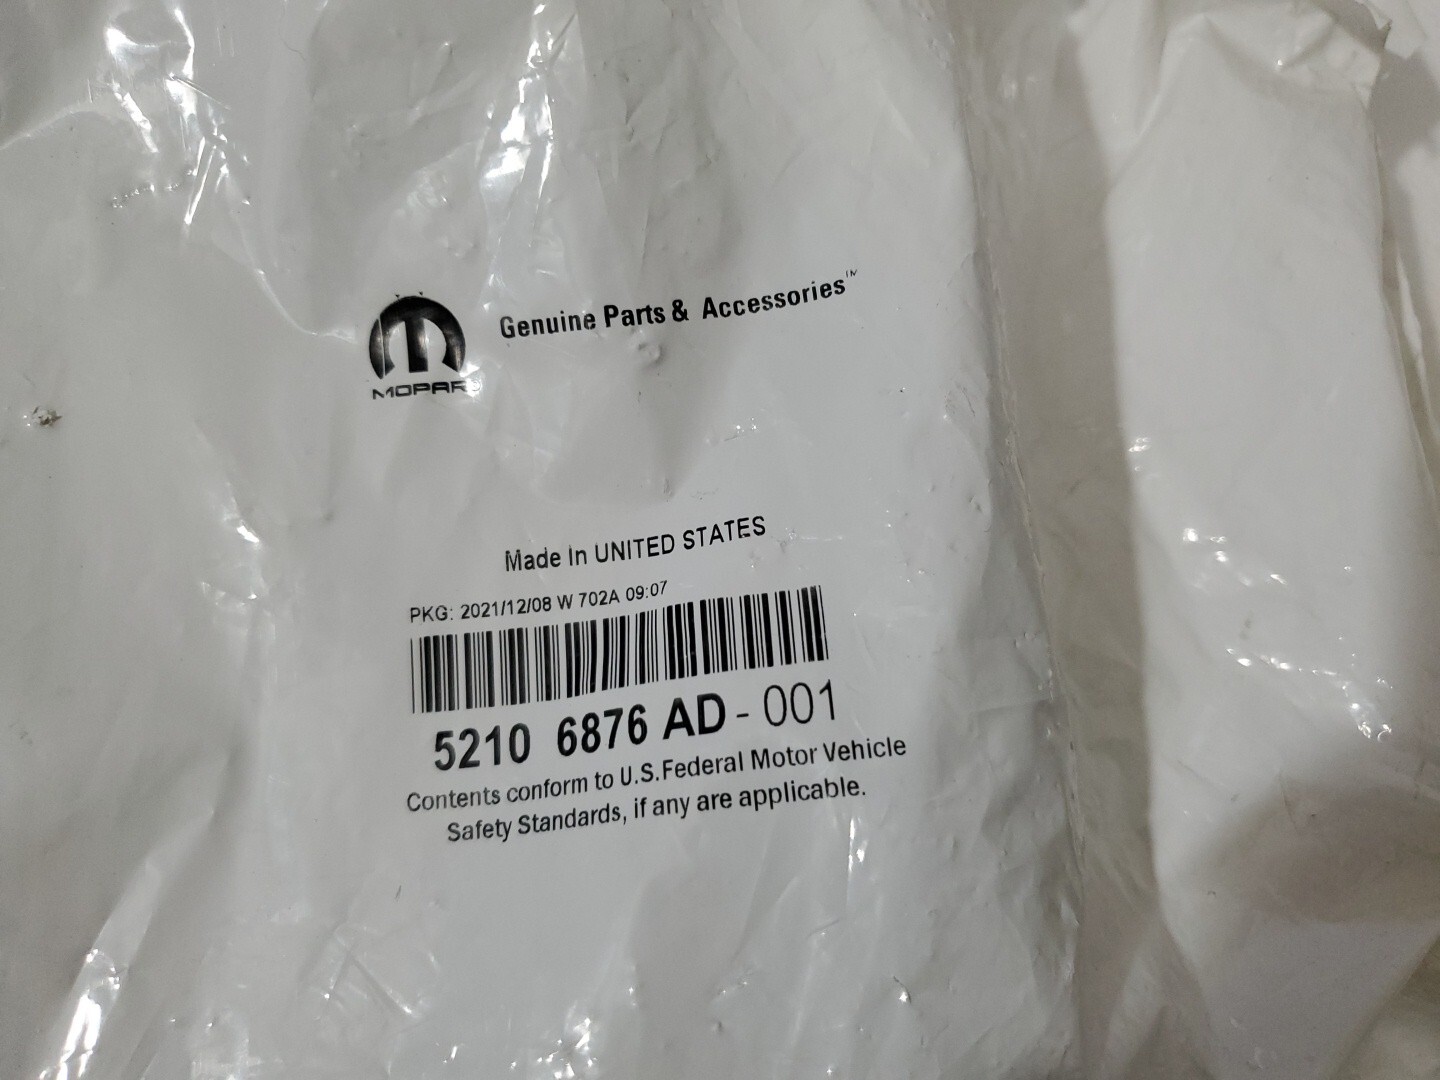 Genuine Parts & Accessories™
MOPAR®
Made In UNITED STATES
PKG: 2021/12/08 W 702A 09:07
5210 6876 AD - 001
Contents conform to U.S.Federal Motor Vehicle
Safety Standards, if any are applicable.